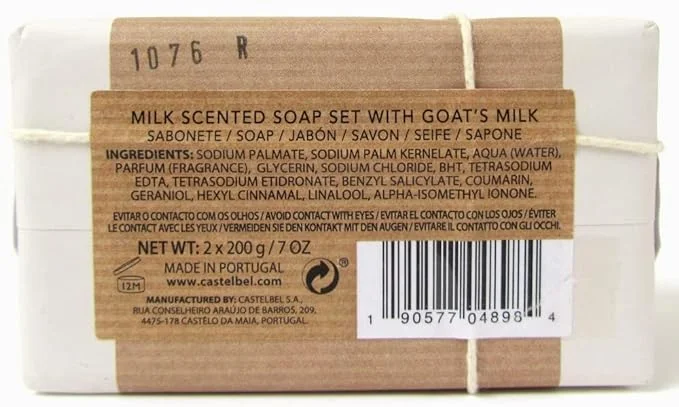 1076 R
MILK SCENTED SOAP SET WITH GOAT'S MILK
SABONETE / SOAP / JABÓN / SAVON / SEIFE / SAPONE
INGREDIENTS: SODIUM PALMATE, SODIUM PALM KERNELATE, AQUA (WATER),
PARFUM (FRAGRANCE), GLYCERIN, SODIUM CHLORIDE, BHT, TETRASODIUM
EDTA, TETRASODIUM ETIDRONATE, BENZYL SALICYLATE, COUMARIN,
GERANIOL, HEXYL CINNAMAL, LINALOOL, ALPHA-ISOMETHYL IONONE.
EVITAR O CONTACTO COM OS OLHOS / AVOID CONTACT WITH EYES / EVITAR EL CONTACTO CON LOS OJOS / ÉVITER
LE CONTACT AVEC LES YEUX / VERMEIDEN SIE DEN KONTAKT MIT DEN AUGEN / EVITARE IL CONTATTO CON GLI OCCHI.
NET WT: 2 x 200 g / 7 OZ
MADE IN PORTUGAL
www.castelbel.com
12M
®
MANUFACTURED BY: CASTELBEL S.A.,
RUA CONSELHEIRO ARAÚJO DE BARROS, 209,
4475-178 CASTÊLO DA MAIA, PORTUGAL.
1 90577 04898 4